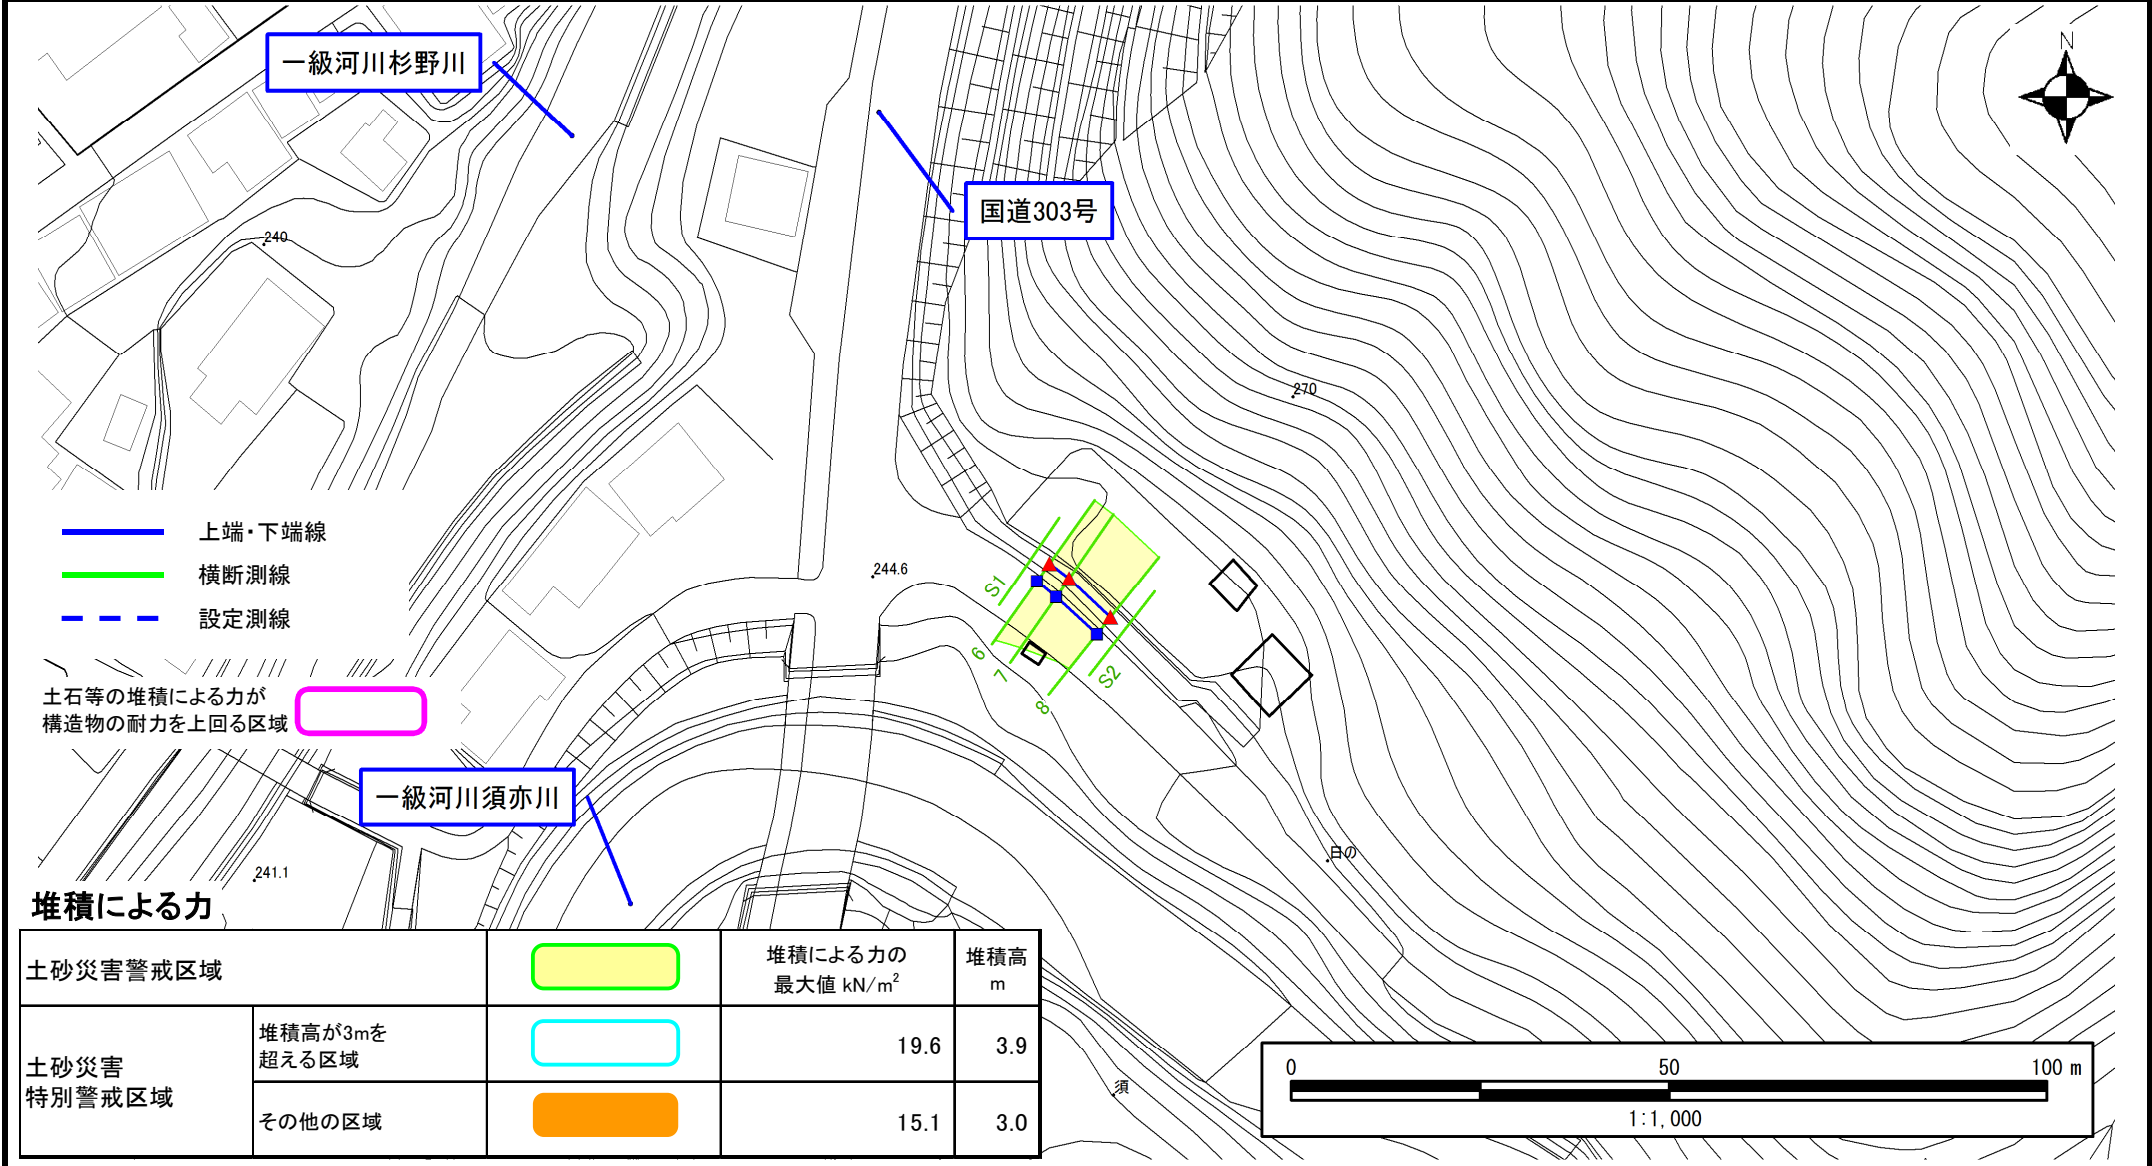 一級河川杉野川
N
国道303号
240
270
上端・下端線
横断測線
設定測線
244.6
S1
6
7
8
S2
土石等の堆積による力が
構造物の耐力を上回る区域
一級河川須亦川
日の
241.1
堆積による力
土砂災害警戒区域
堆積による力の
最大値 kN/m²
堆積高
m
土砂災害
特別警戒区域
堆積高が3mを
超える区域
19.6
3.9
その他の区域
15.1
3.0
須
0 50 100 m
1:1,000